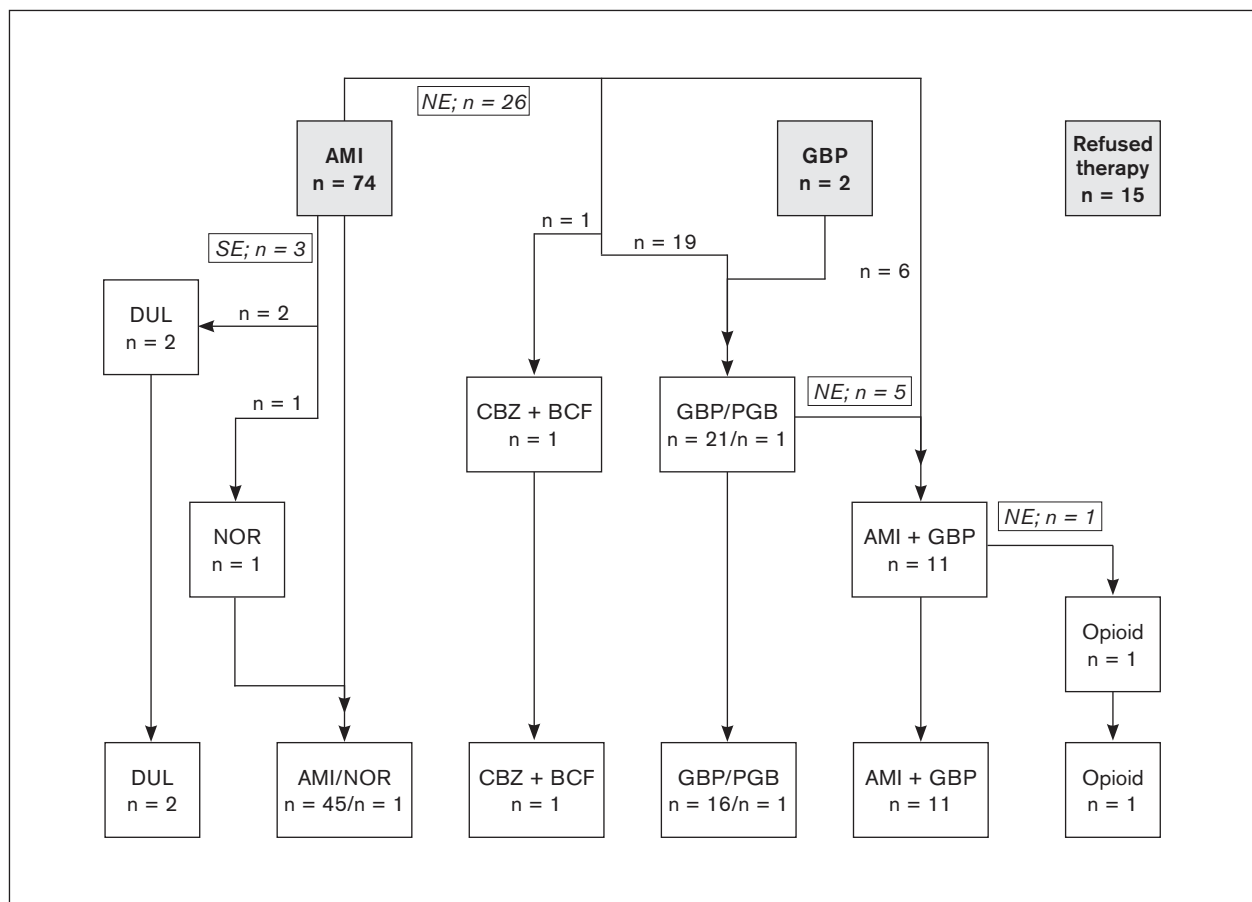 NE; n = 26
AMI
n = 74
GBP
n = 2
Refused
therapy
n = 15
n = 1
SE; n = 3
n = 19
n = 6
DUL
n = 2
n = 2
n = 1
CBZ + BCF
n = 1
GBP/PGB
n = 21/n = 1
NE; n = 5
NOR
n = 1
AMI + GBP
n = 11
NE; n = 1
Opioid
n = 1
DUL
n = 2
AMI/NOR
n = 45/n = 1
CBZ + BCF
n = 1
GBP/PGB
n = 16/n = 1
AMI + GBP
n = 11
Opioid
n = 1